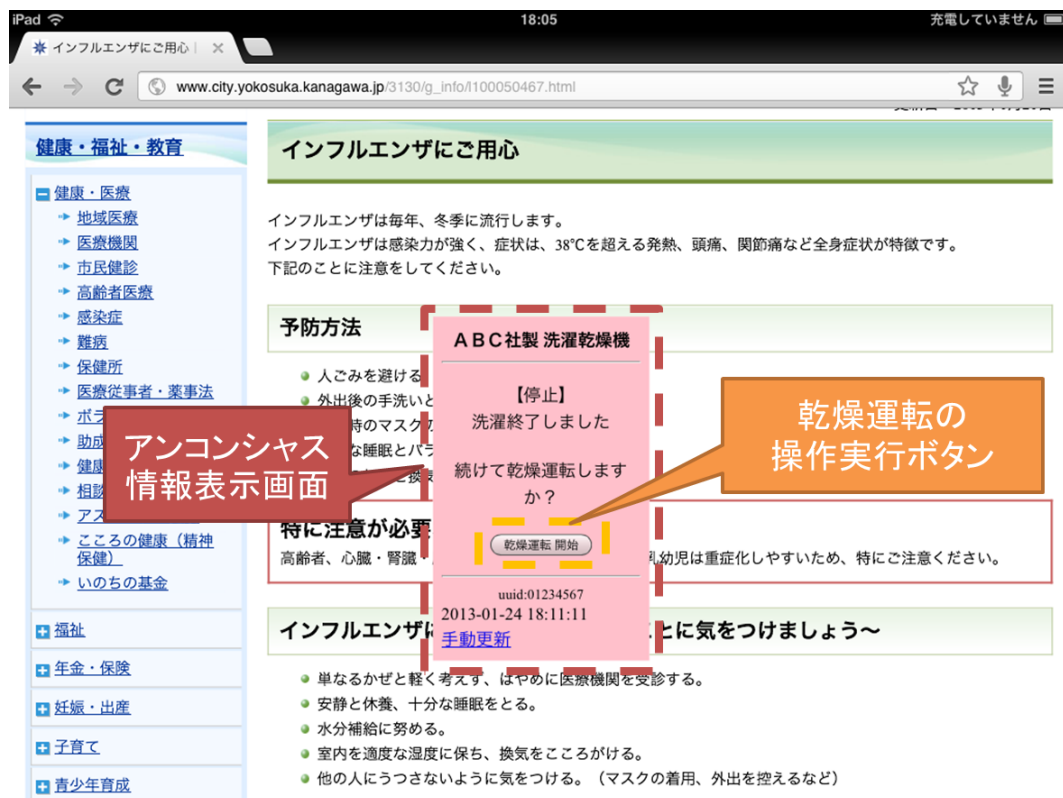 iPad
18:05
充電していません
インフルエンザにご用心 |
www.city.yokosuka.kanagawa.jp/3130/g_info/l100050467.html
健康・福祉・教育
健康・医療
地域医療
医療機関
市民健診
高齢者医療
感染症
難病
保健所
医療従事者・薬事法
ボラ
助成
健康
相談
アス
こころの健康（精神
保健）
いのちの基金
福祉
年金・保険
妊娠・出産
子育て
青少年育成
インフルエンザにご用心
インフルエンザは毎年、冬季に流行します。
インフルエンザは感染力が強く、症状は、38℃を超える発熱、頭痛、関節痛など全身症状が特徴です。
下記のことに注意をしてください。
予防方法
人ごみを避ける
外出後の手洗いと
時のマスクの
な睡眠とバラ
特に注意が必要
高齢者、心臓・腎臓・
乳幼児は重症化しやすいため、特にご注意ください。
インフルエンザに
とに気をつけましょう～
単なるかぜと軽く考えず、はやめに医療機関を受診する。
安静と休養、十分な睡眠をとる。
水分補給に努める。
室内を適度な湿度に保ち、換気をこころがける。
他の人にうつさないように気をつける。（マスクの着用、外出を控えるなど）
ＡＢＣ社製 洗濯乾燥機
【停止】
洗濯終了しました
続けて乾燥運転します
か？
乾燥運転 開始
uuid:01234567
2013-01-24 18:11:11
手動更新
アンコンシャス
情報表示画面
乾燥運転の
操作実行ボタン